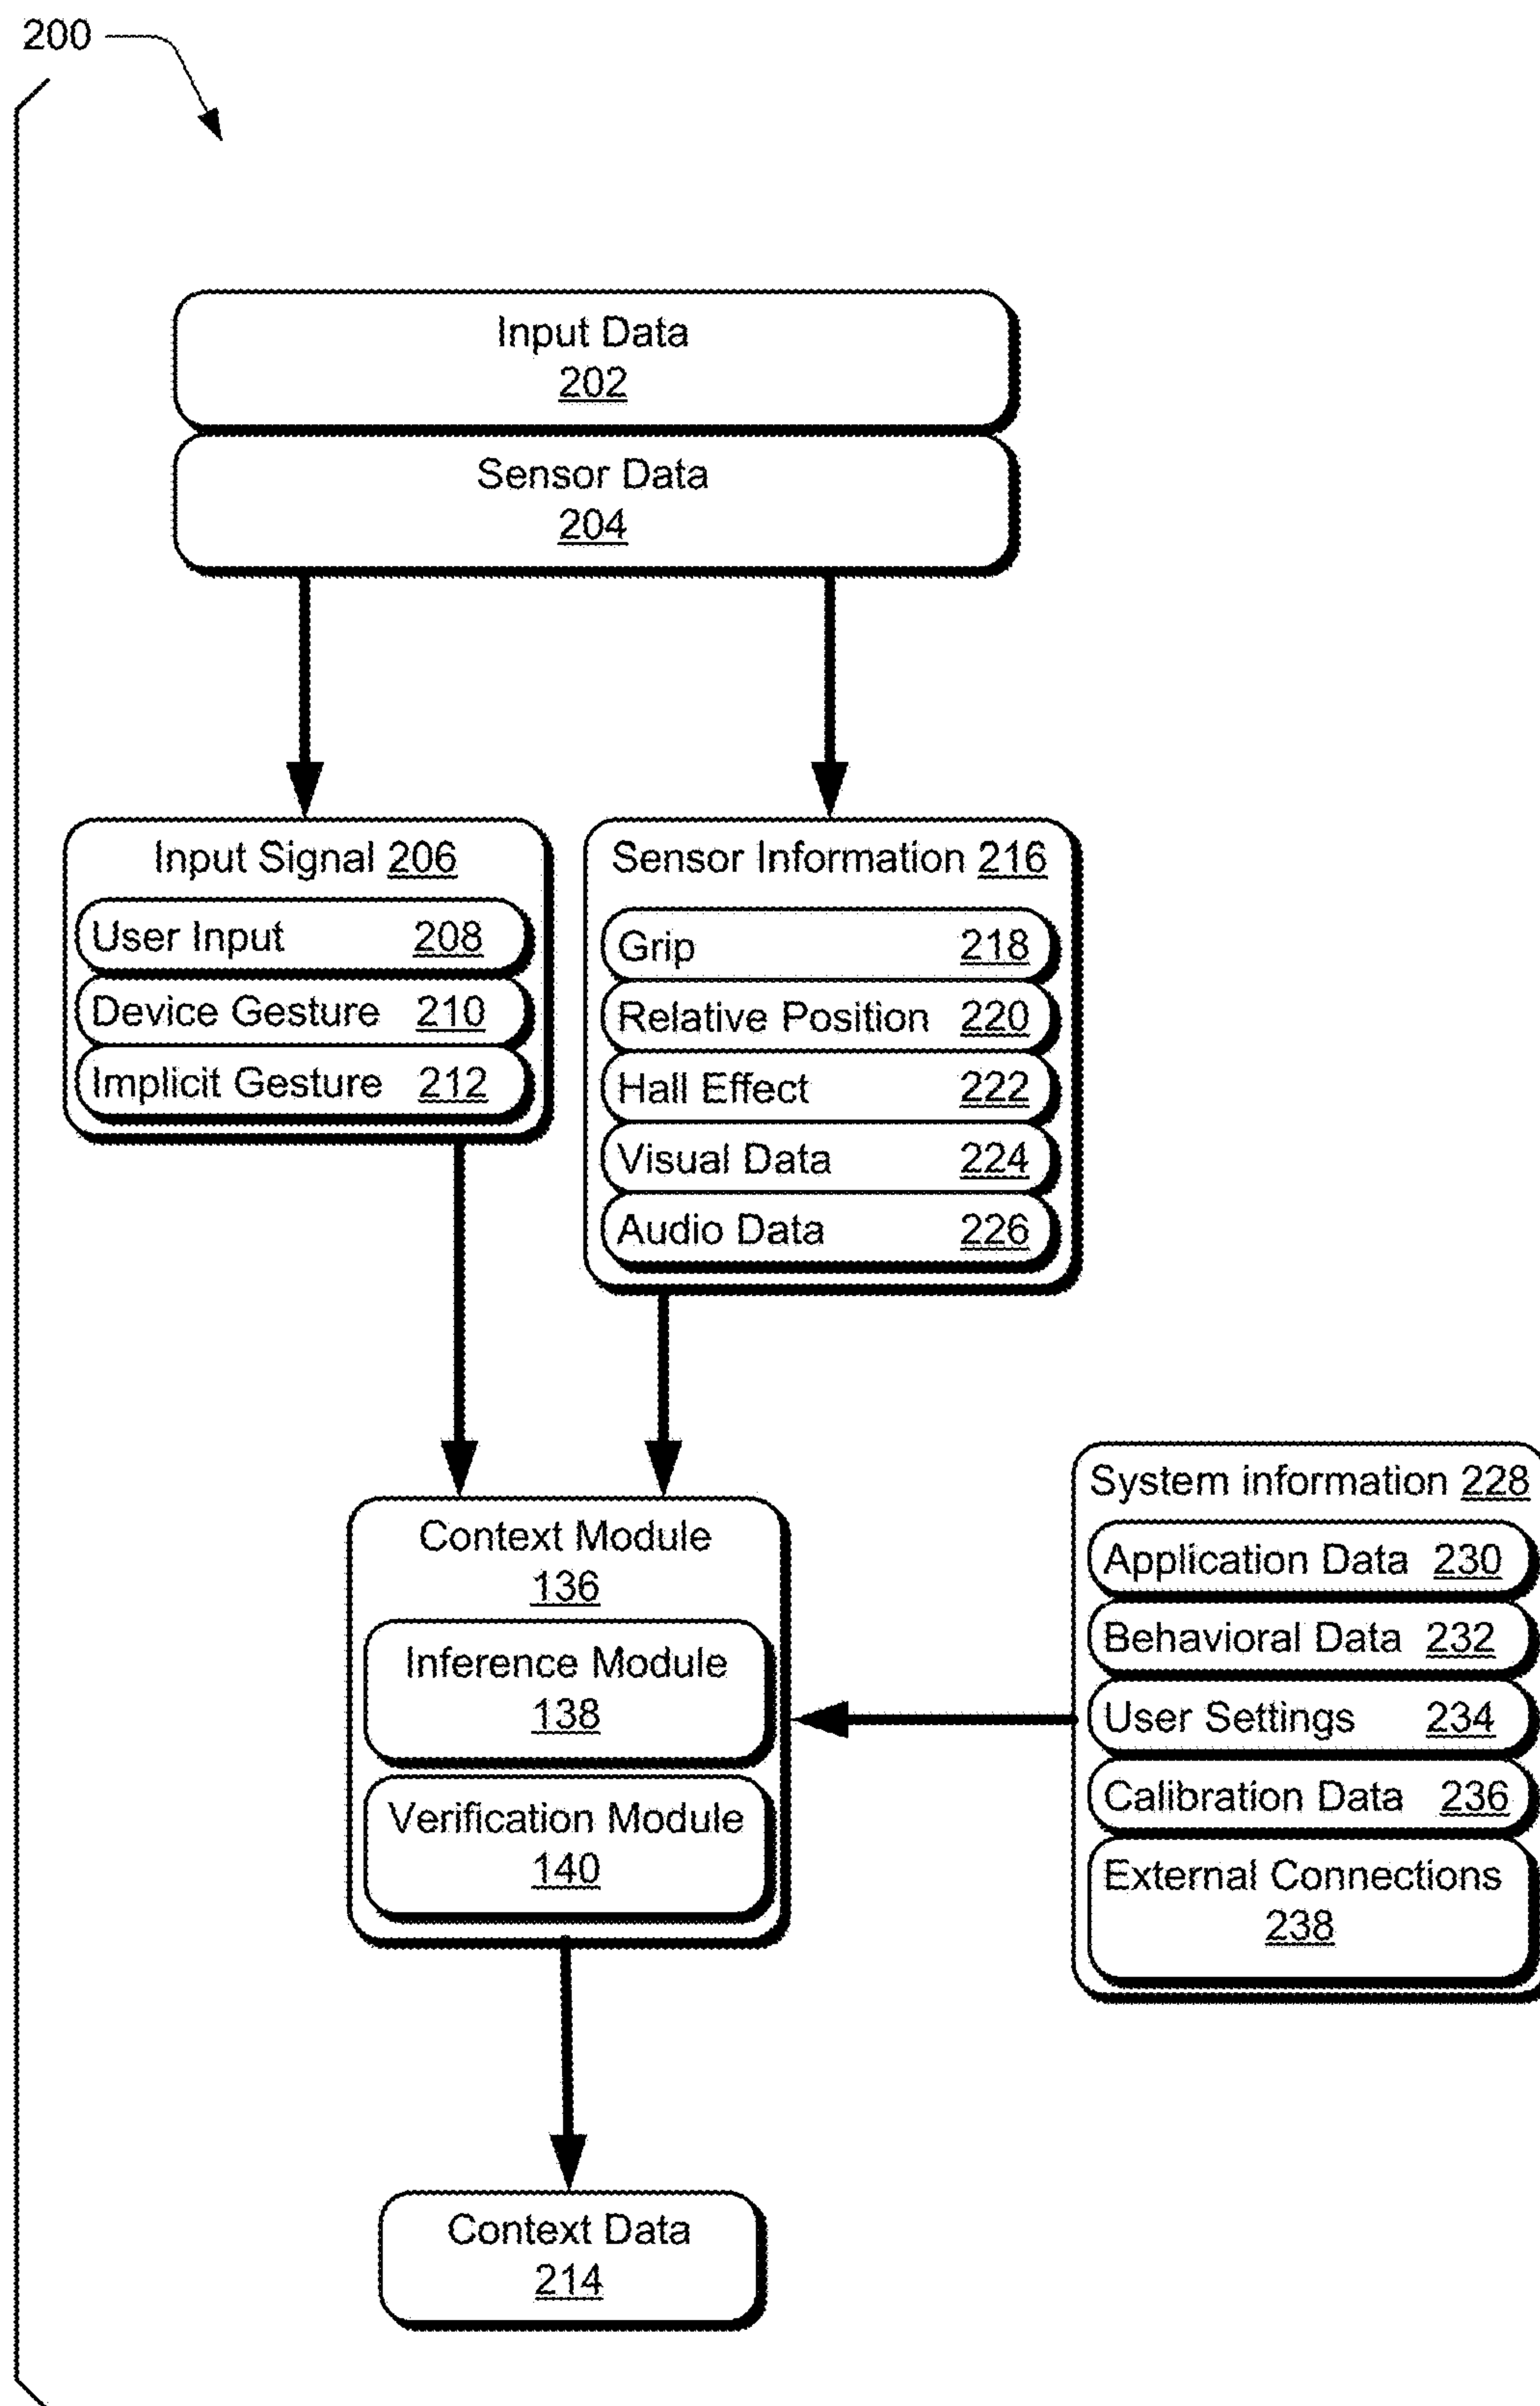 200
Input Data
202
Sensor Data
204
Input Signal 206
User Input 208
Device Gesture 210
Implicit Gesture 212
Sensor Information 216
Grip 218
Relative Position 220
Hall Effect 222
Visual Data 224
Audio Data 226
Context Module
136
Inference Module
138
Verification Module
140
System information 228
Application Data 230
Behavioral Data 232
User Settings 234
Calibration Data 236
External Connections
238
Context Data
214